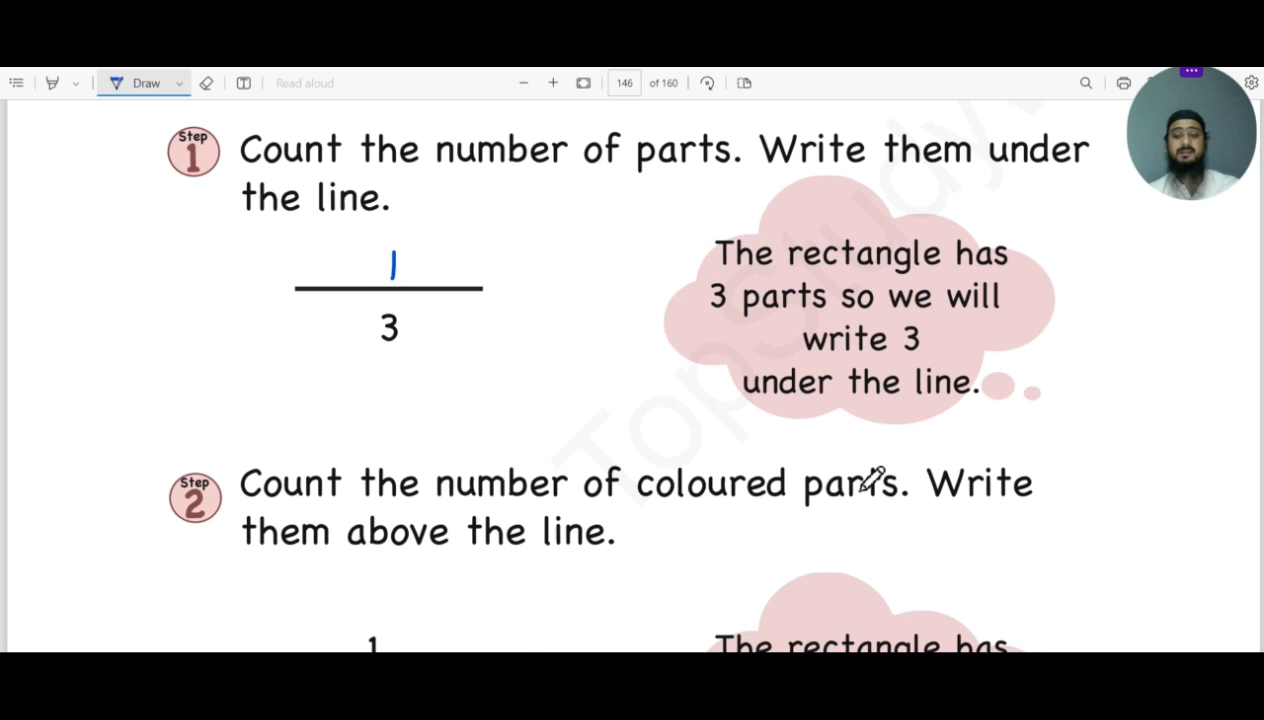 Draw
Read aloud
146 of 160
Step
1
Count the number of parts. Write them under
the line.
1
3
The rectangle has
3 parts so we will
write 3
under the line.
Step
2
Count the number of coloured parts. Write
them above the line.
1
The rectangle has